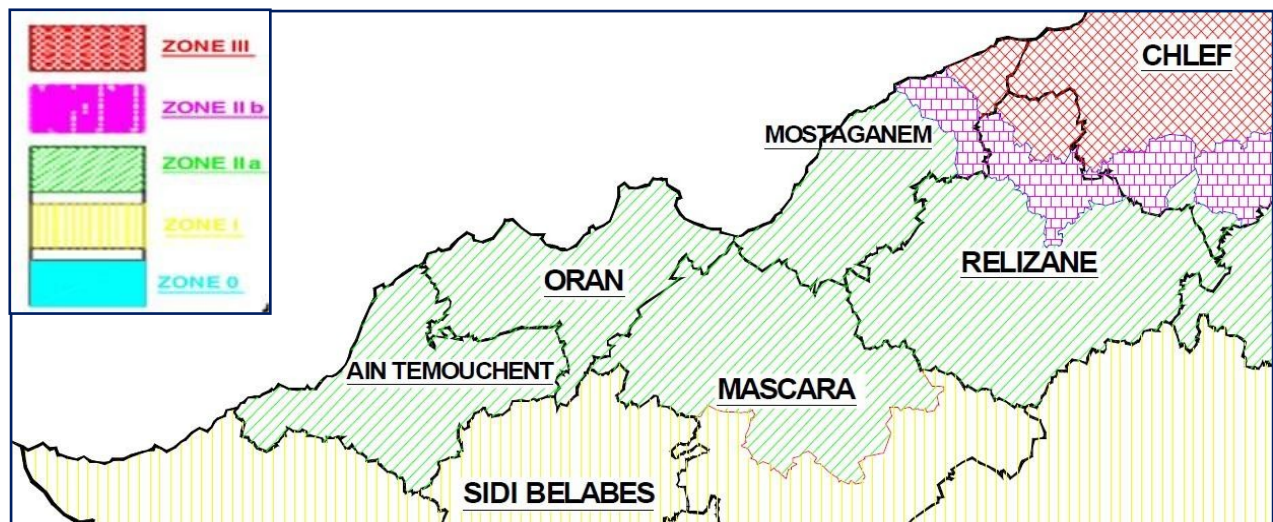 ZONE III
ZONE II b
ZONE II a
ZONE I
ZONE 0
CHLEF
MOSTAGANEM
RELIZANE
ORAN
AIN TEMOUCHENT
MASCARA
SIDI BELABES